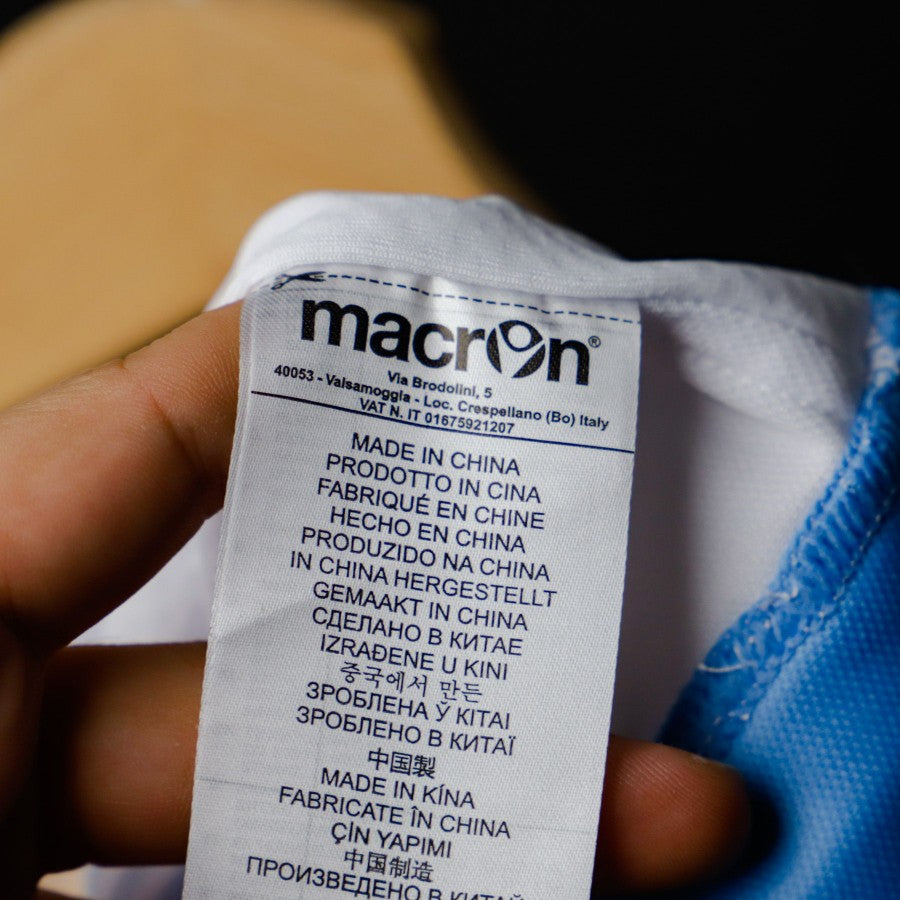 macron®
Via Brodolini, 5
40053 - Valsamoggia - Loc. Crespellano (Bo) Italy
VAT N. IT 01675921207
MADE IN CHINA
PRODOTTO IN CINA
FABRIQUÉ EN CHINE
HECHO EN CHINA
PRODUZIDO NA CHINA
IN CHINA HERGESTELLT
GEMAAKT IN CHINA
СДЕЛАНО В КИТАЕ
IZRAĐENE U KINI
중국에서 만든
ЗРОБЛЕНА Ў KITAI
ЗРОБЛЕНО В КИТАЇ
中国製
MADE IN KÍNA
FABRICATE ÎN CHINA
ÇİN YAPIMI
中国制造
ПРОИЗВЕДЕНО В КИТАЙ